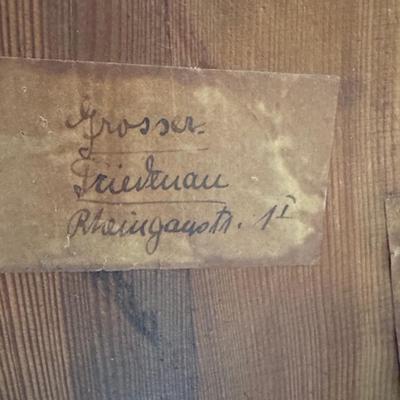 Grosser.
Friedenau
Rheingaustr. 1 I